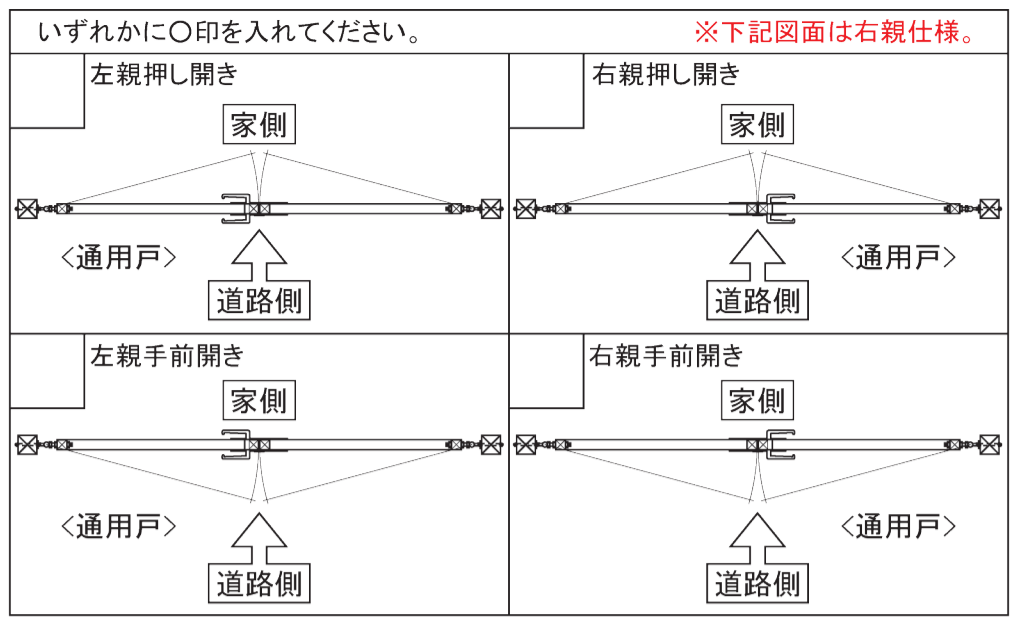 いずれかに〇印を入れてください。
※下記図面は右親仕様。
左親押し開き
家側
<通用戸>
道路側
右親押し開き
家側
<通用戸>
道路側
左親手前開き
家側
<通用戸>
道路側
右親手前開き
家側
<通用戸>
道路側